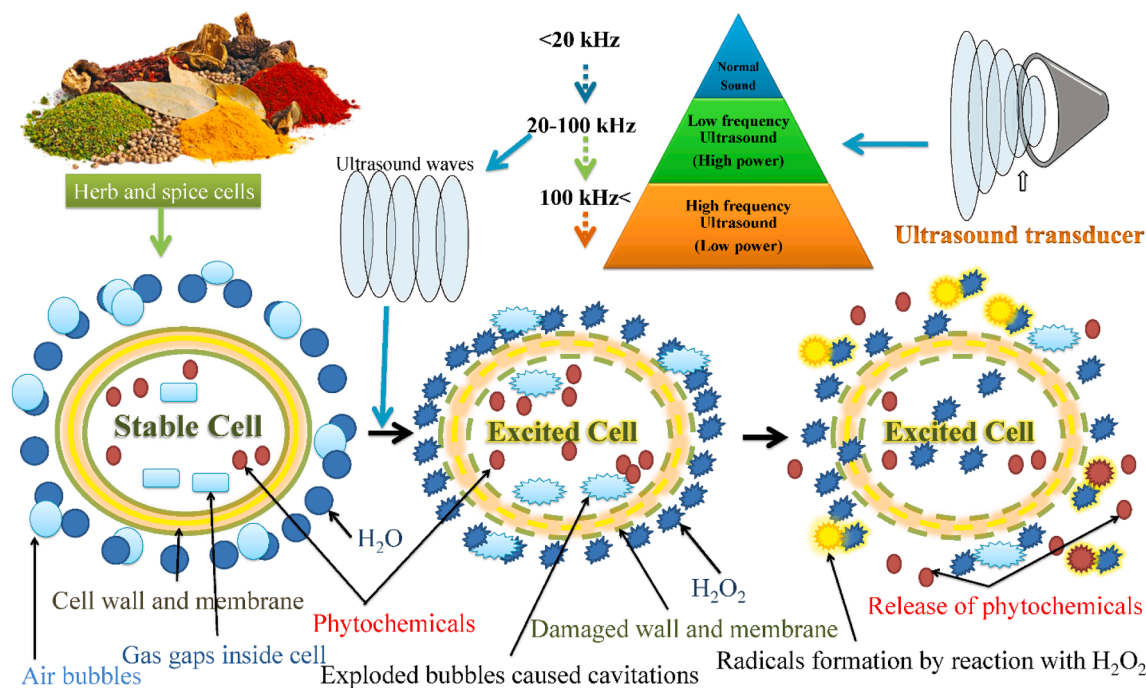 <20 kHz
20-100 kHz
100 kHz<
Normal
Sound
Low frequency
Ultrasound
(High power)
High frequency
Ultrasound
(Low power)
Ultrasound transducer
Ultrasound waves
Herb and spice cells
Stable Cell
Excited Cell
Excited Cell
H₂O
H₂O₂
Cell wall and membrane
Phytochemicals
Damaged wall and membrane
Release of phytochemicals
Air bubbles
Gas gaps inside cell
Exploded bubbles caused cavitations
Radicals formation by reaction with H₂O₂